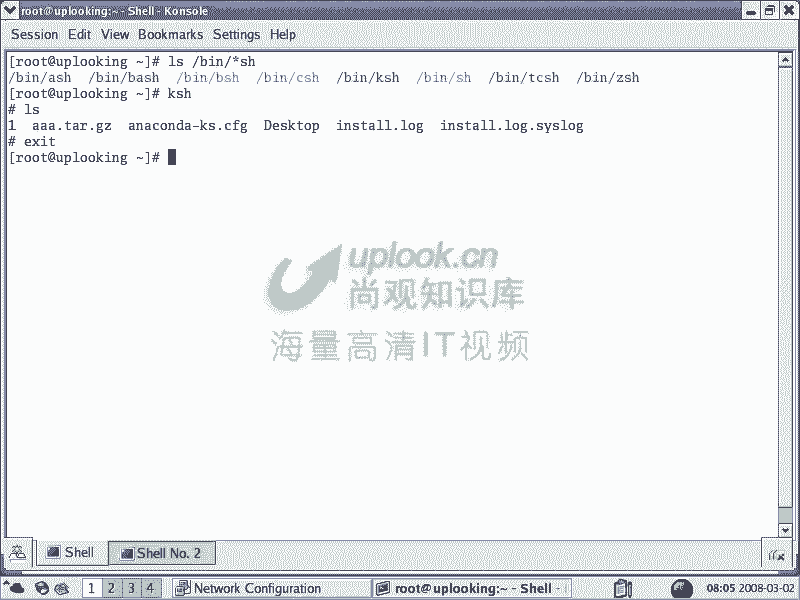 root@uplooking:~ - Shell - Konsole
Session Edit View Bookmarks Settings Help
[root@uplooking ~]# ls /bin/*sh
/bin/ash /bin/bash /bin/bsh /bin/csh /bin/ksh /bin/sh /bin/tcsh /bin/zsh
[root@uplooking ~]# ksh
# ls
1 aaa.tar.gz anaconda-ks.cfg Desktop install.log install.log.syslog
# exit
[root@uplooking ~]#
uplook.cn
尚观知识库
海量高清IT视频
Shell Shell No. 2
1 2 3 4 Network Configuration root@uplooking:~ - Shell - 08:05 2008-03-02